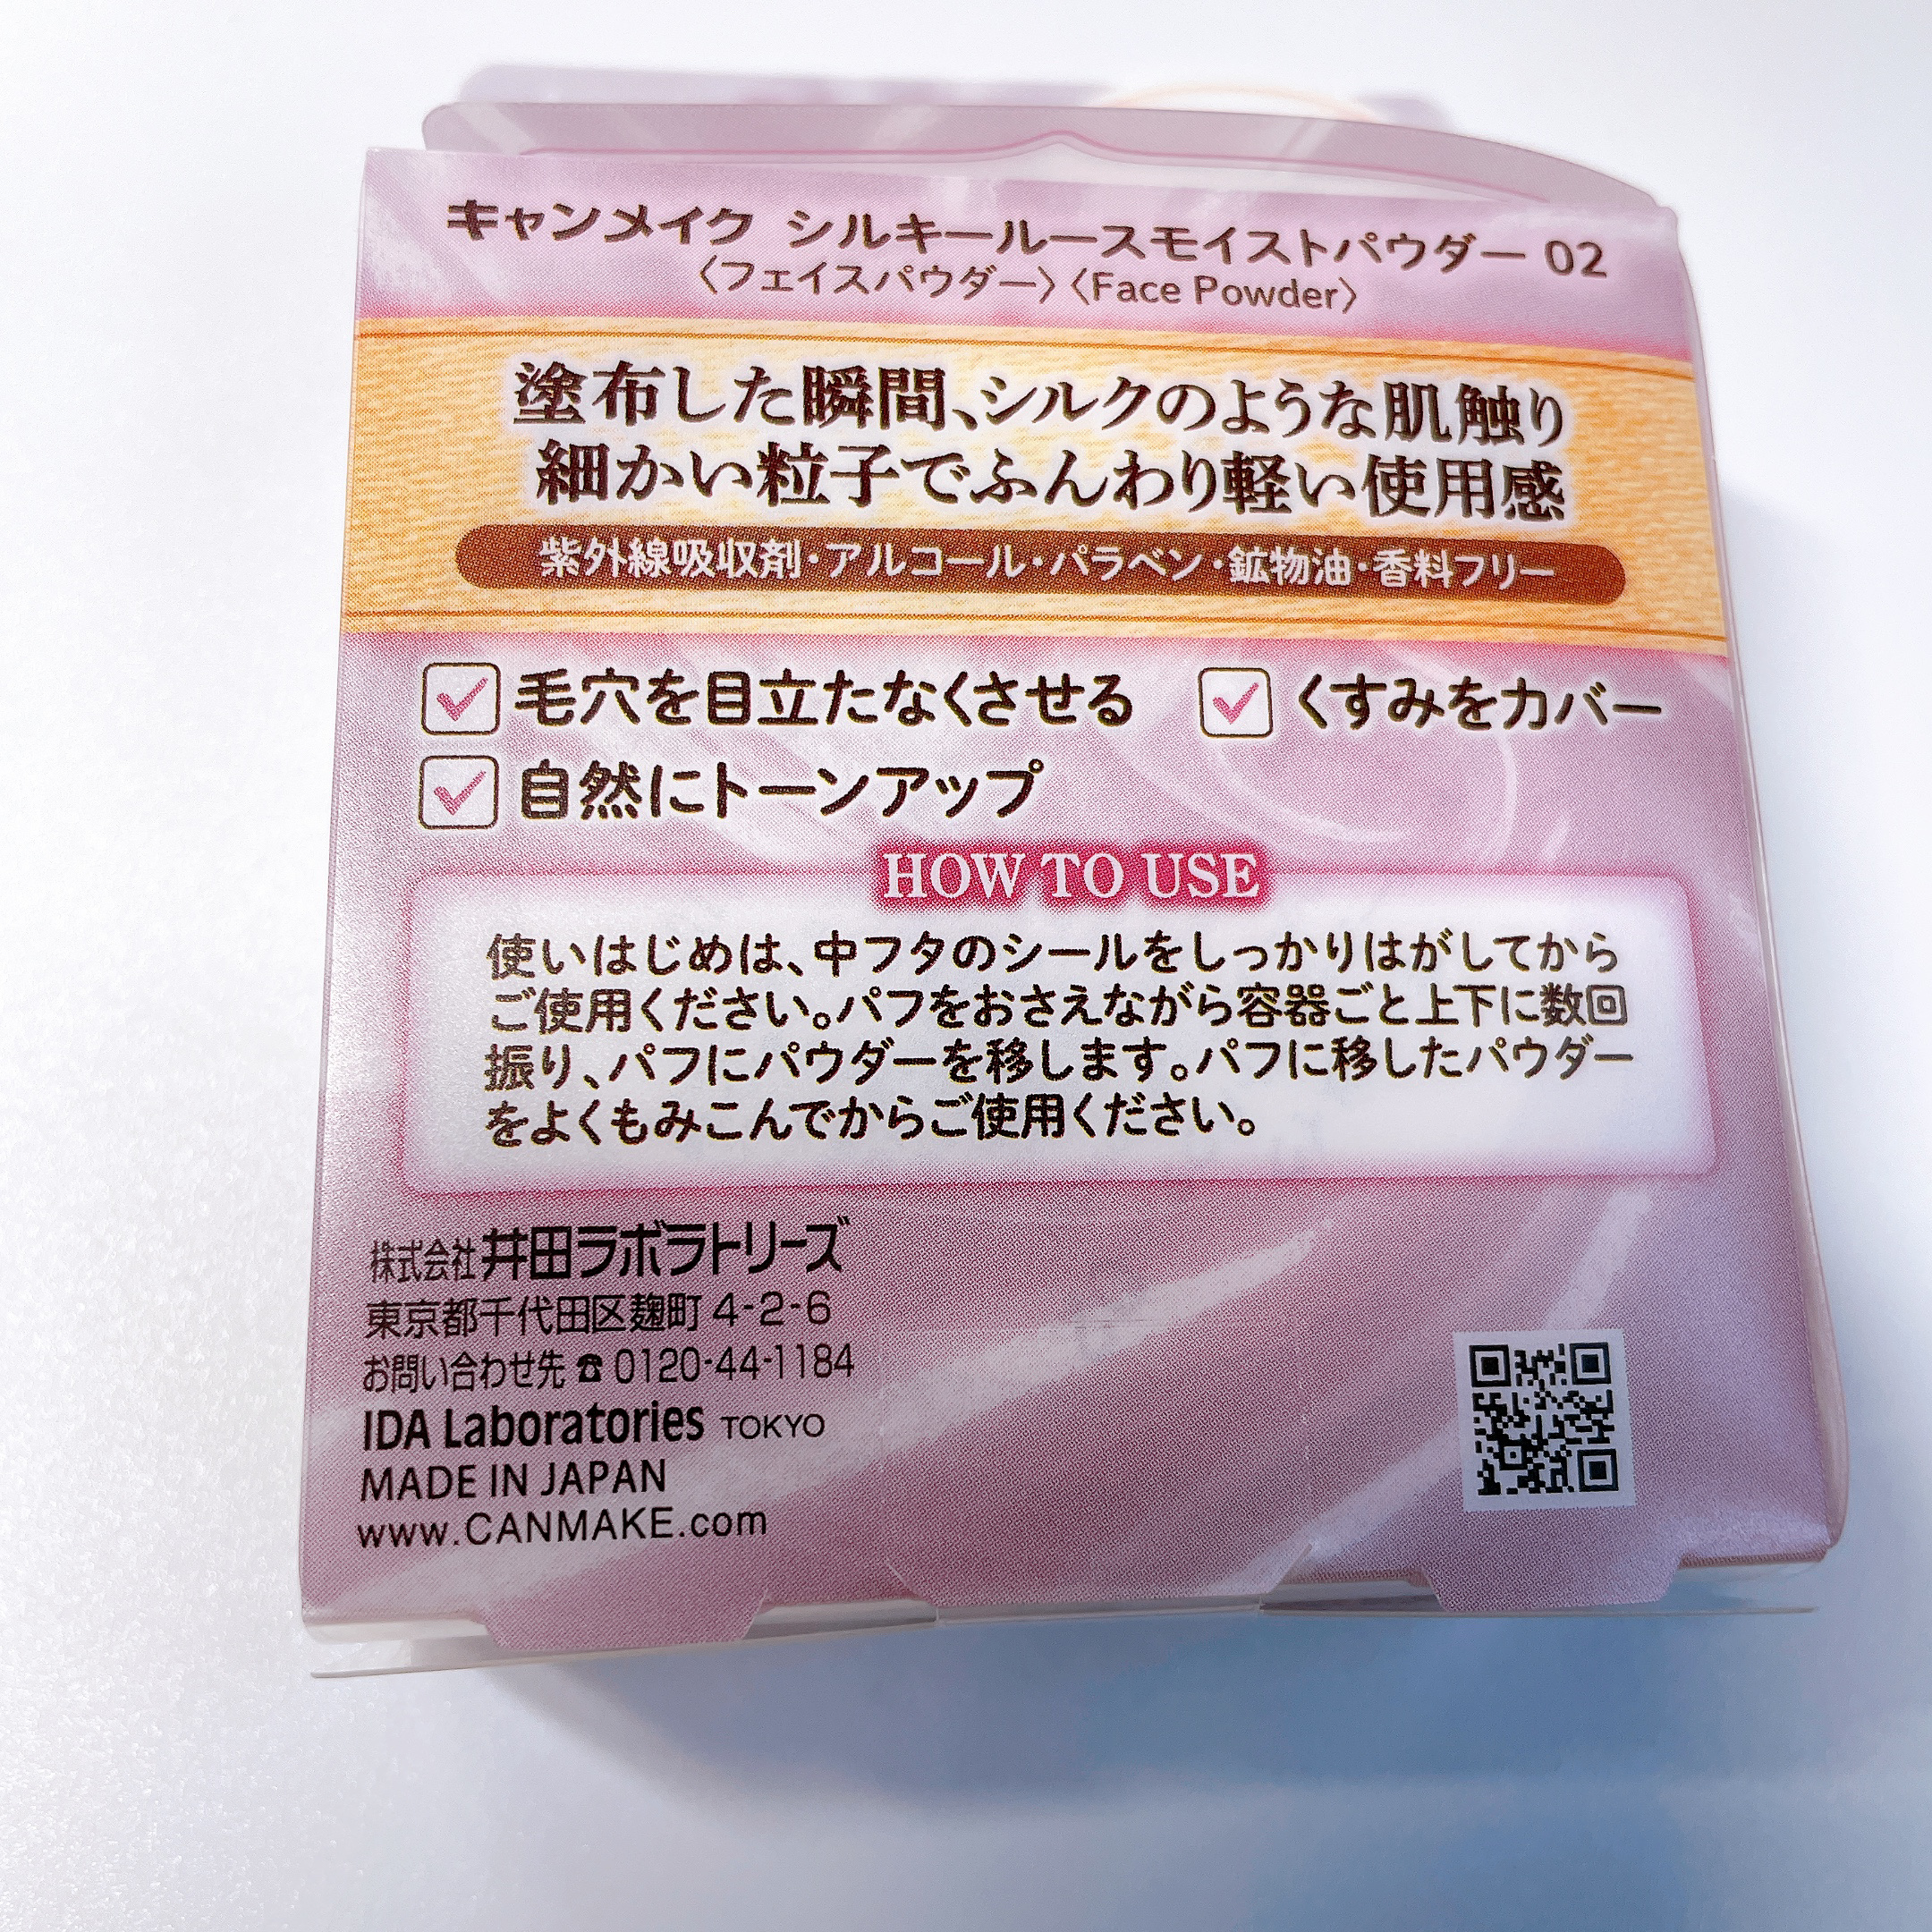 キャンメイク シルキールースモイストパウダー 02
〈フェイスパウダー〉〈Face Powder〉
塗布した瞬間、シルクのような肌触り
細かい粒子でふんわり軽い使用感
紫外線吸収剤・アルコール・パラベン・鉱物油・香料フリー
毛穴を目立たなくさせる くすみをカバー
自然にトーンアップ
HOW TO USE
使いはじめは、中フタのシールをしっかりはがしてから
ご使用ください。パフをおさえながら容器ごと上下に数回
振り、パフにパウダーを移します。パフに移したパウダー
をよくもみこんでからご使用ください。
株式会社井田ラボラトリーズ
東京都千代田区麹町 4-2-6
お問い合わせ先 ☎ 0120-44-1184
IDA Laboratories TOKYO
MADE IN JAPAN
www.CANMAKE.com